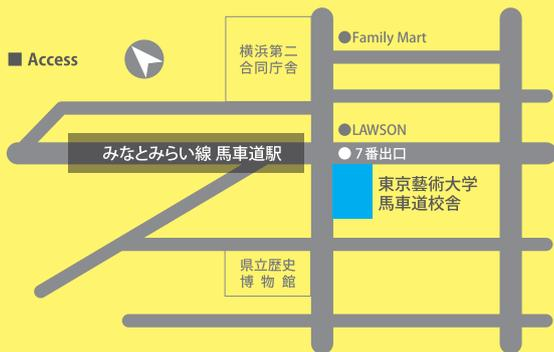 ■ Access
横浜第二
合同庁舎
●Family Mart
●LAWSON
みなとみらい線 馬車道駅
●７番出口
東京藝術大学
馬車道校舎
県立歴史
博物館